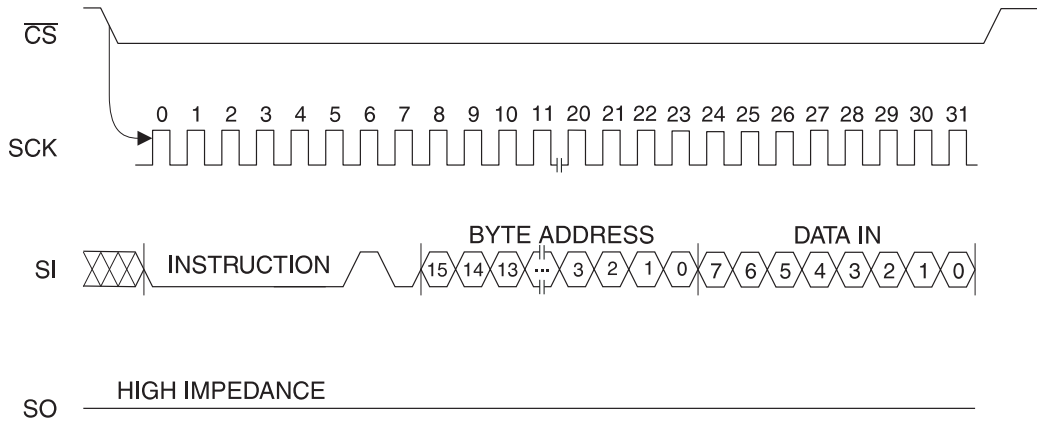 CS
0 1 2 3 4 5 6 7 8 9 10 11 20 21 22 23 24 25 26 27 28 29 30 31
SCK
BYTE ADDRESS DATA IN
SI INSTRUCTION 15 14 13 ... 3 2 1 0 7 6 5 4 3 2 1 0
HIGH IMPEDANCE
SO